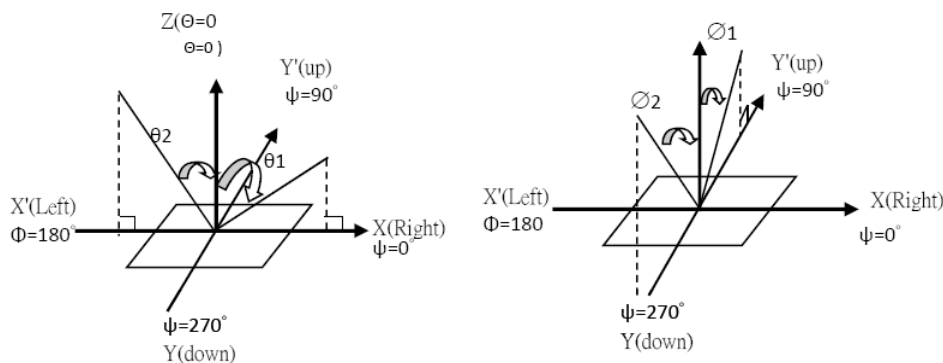 Z(Θ=0
Θ=0 )
Y'(up)
ψ=90°
θ2
θ1
X'(Left)
Φ=180°
X(Right)
ψ=0°
ψ=270°
Y(down)
∅1
Y'(up)
ψ=90°
∅2
X'(Left)
Φ=180
X(Right)
ψ=0°
ψ=270°
Y(down)